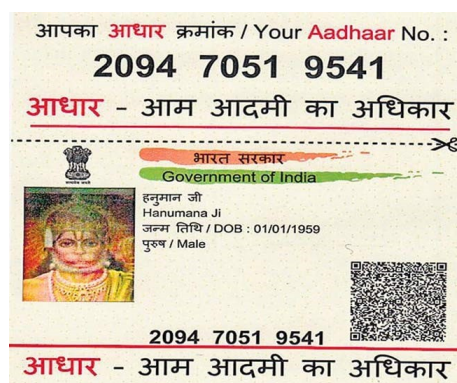 आपका आधार क्रमांक / Your Aadhaar No. :
2094 7051 9541
आधार - आम आदमी का अधिकार
भारत सरकार
Government of India
हनुमान जी
Hanumana Ji
जन्म तिथि / DOB : 01/01/1959
पुरुष / Male
2094 7051 9541
आधार - आम आदमी का अधिकार